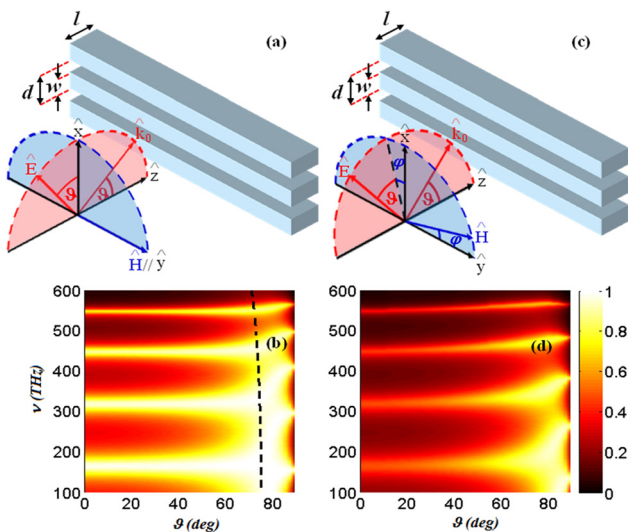 l (a)
d w
x̂ k̂₀
Ê ϑ ϑ ẑ
Ĥ// ŷ
l (c)
d w
x̂ k̂₀
φ
Ê ϑ ϑ ẑ
φ Ĥ
ŷ
600
500
400
300
200
100
ν (THz)
(b)
0 20 40 60 80
ϑ (deg)
600
500
400
300
200
100
(d)
0 20 40 60 80
ϑ (deg)
1
0.8
0.6
0.4
0.2
0